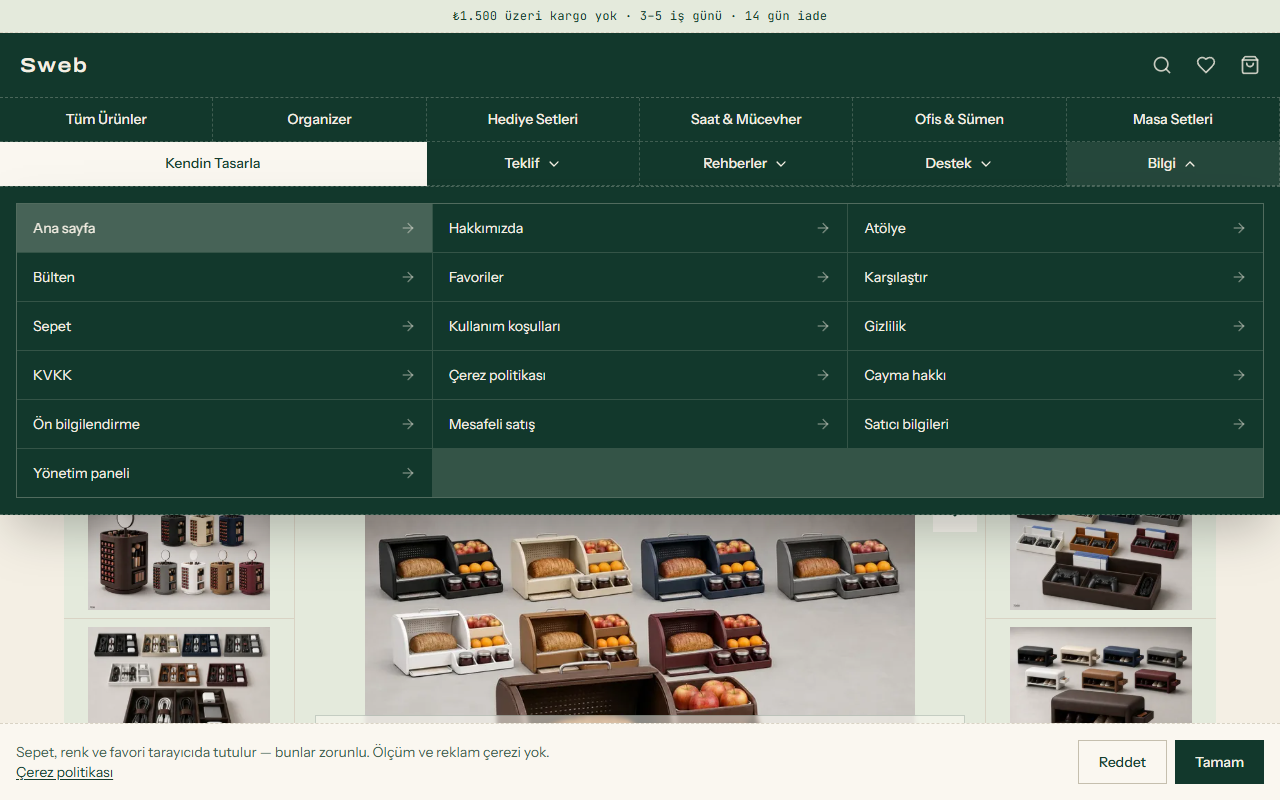 ₺1.500 üzeri kargo yok · 3–5 iş günü · 14 gün iade
Sweb
Tüm Ürünler
Organizer
Hediye Setleri
Saat & Mücevher
Ofis & Sümen
Masa Setleri
Kendin Tasarla
Teklif
Rehberler
Destek
Bilgi
Ana sayfa
Hakkımızda
Atölye
Bülten
Favoriler
Karşılaştır
Sepet
Kullanım koşulları
Gizlilik
KVKK
Çerez politikası
Cayma hakkı
Ön bilgilendirme
Mesafeli satış
Satıcı bilgileri
Yönetim paneli
Sepet, renk ve favori tarayıcıda tutulur — bunlar zorunlu. Ölçüm ve reklam çerezi yok.
Çerez politikası
Reddet
Tamam